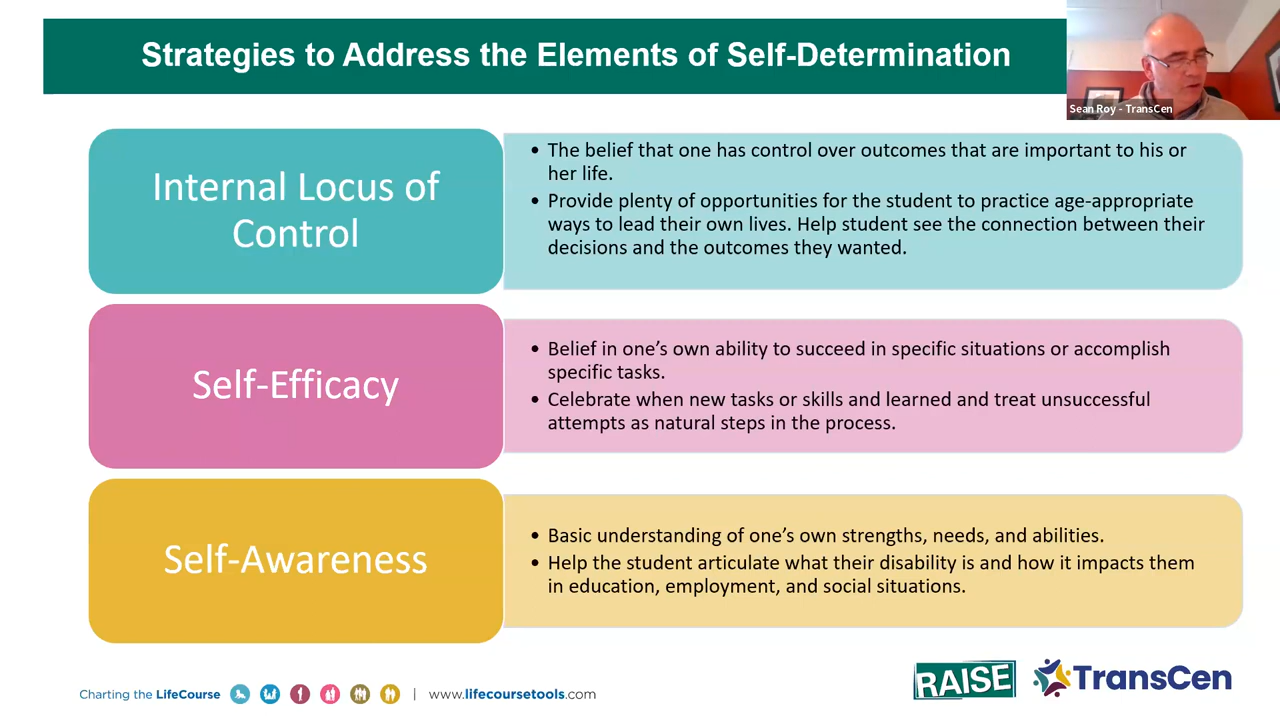 Strategies to Address the Elements of Self-Determination
Sean Roy - TransCen
Internal Locus of
Control
• The belief that one has control over outcomes that are important to his or
her life.
• Provide plenty of opportunities for the student to practice age-appropriate
ways to lead their own lives. Help student see the connection between their
decisions and the outcomes they wanted.
Self-Efficacy
• Belief in one's own ability to succeed in specific situations or accomplish
specific tasks.
• Celebrate when new tasks or skills and learned and treat unsuccessful
attempts as natural steps in the process.
Self-Awareness
• Basic understanding of one's own strengths, needs, and abilities.
• Help the student articulate what their disability is and how it impacts them
in education, employment, and social situations.
Charting the LifeCourse | www.lifecoursetools.com
RAISE
TransCen